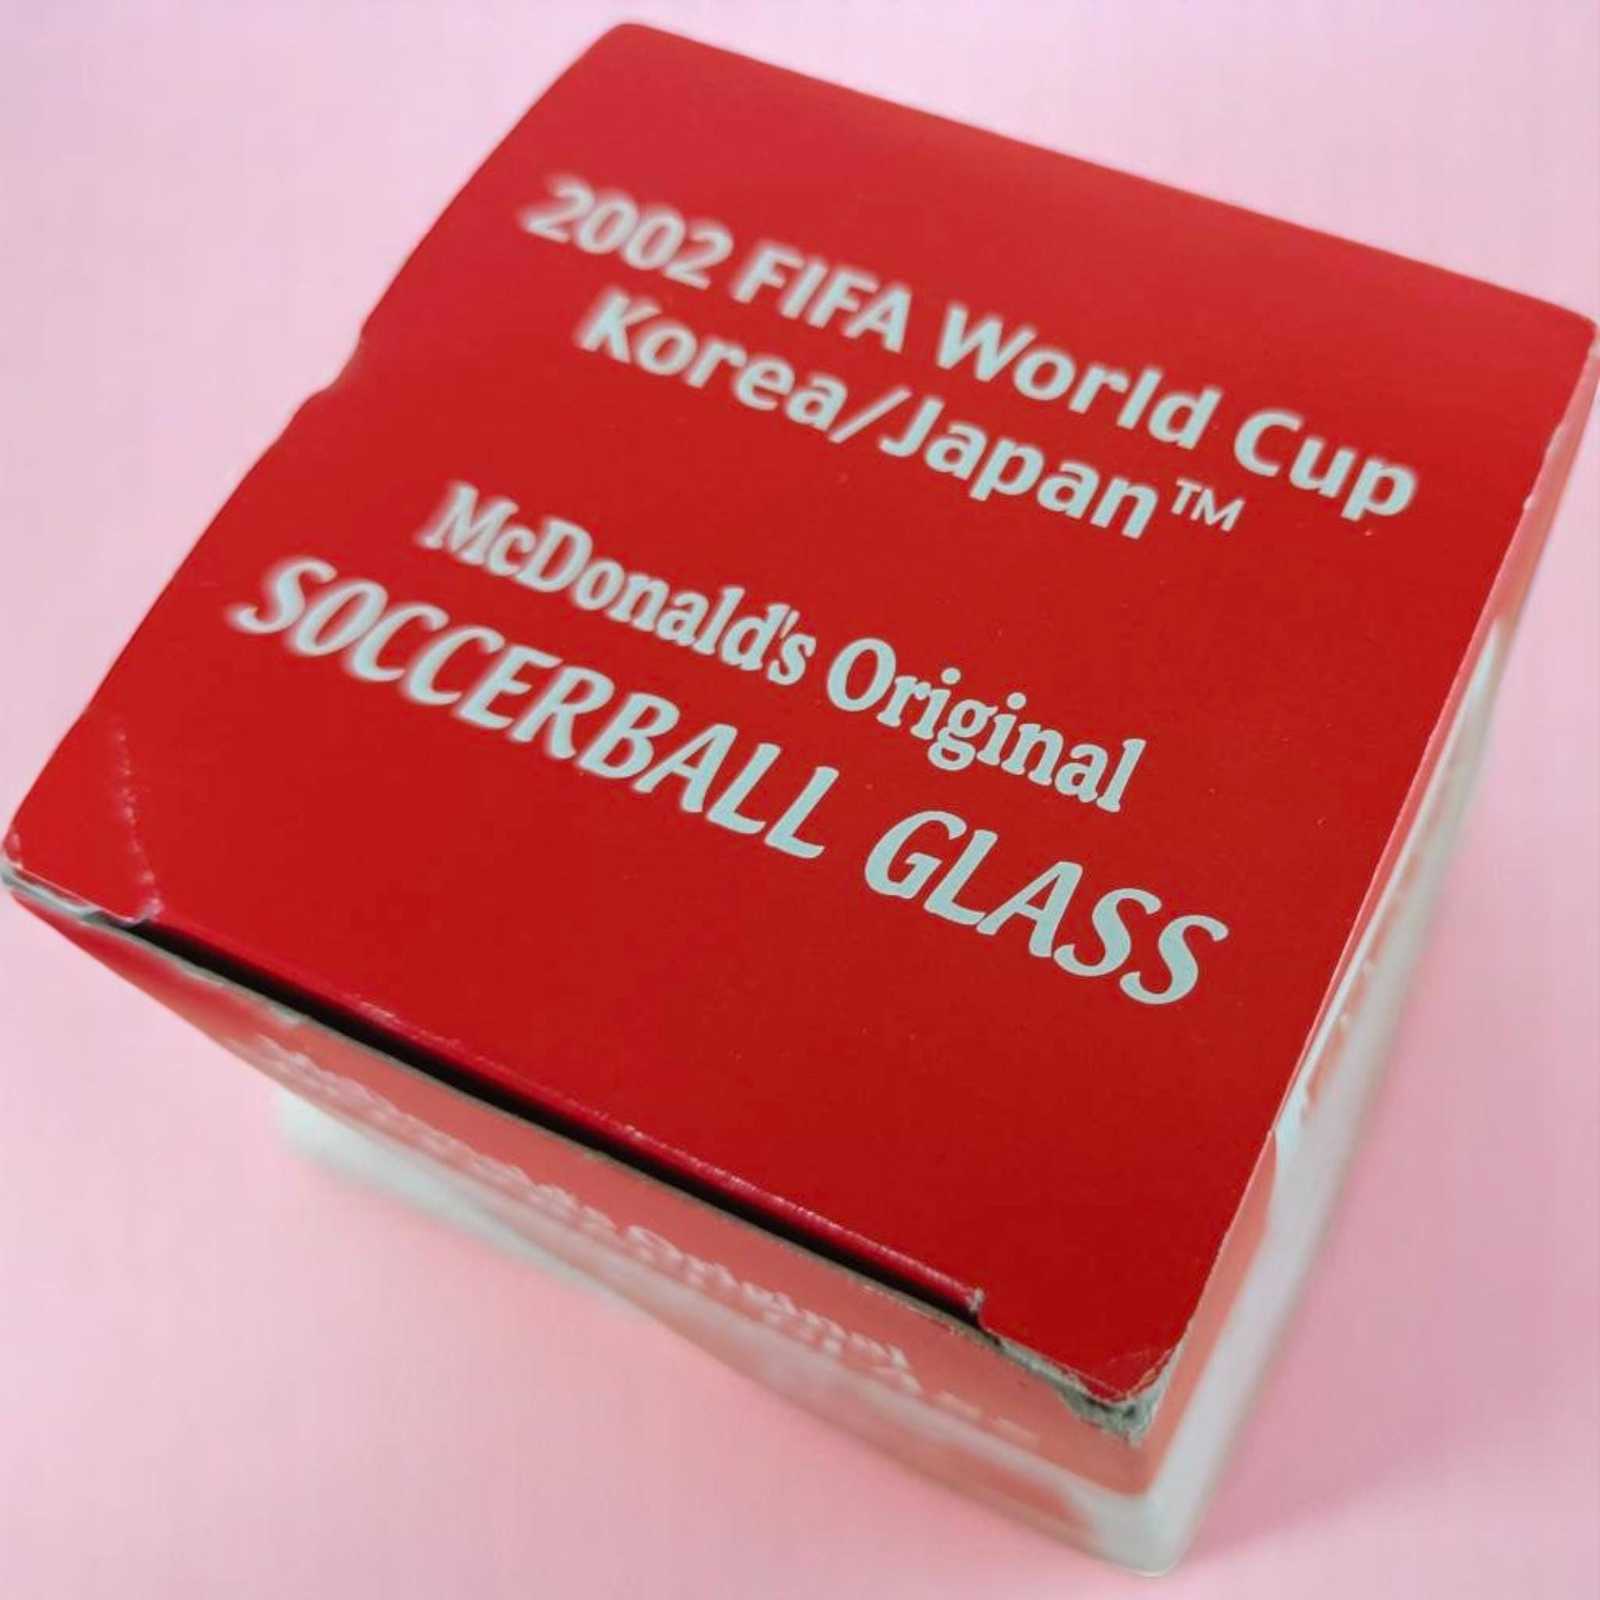 2002 FIFA World Cup
Korea/Japan™
McDonald's Original
SOCCERBALL GLASS